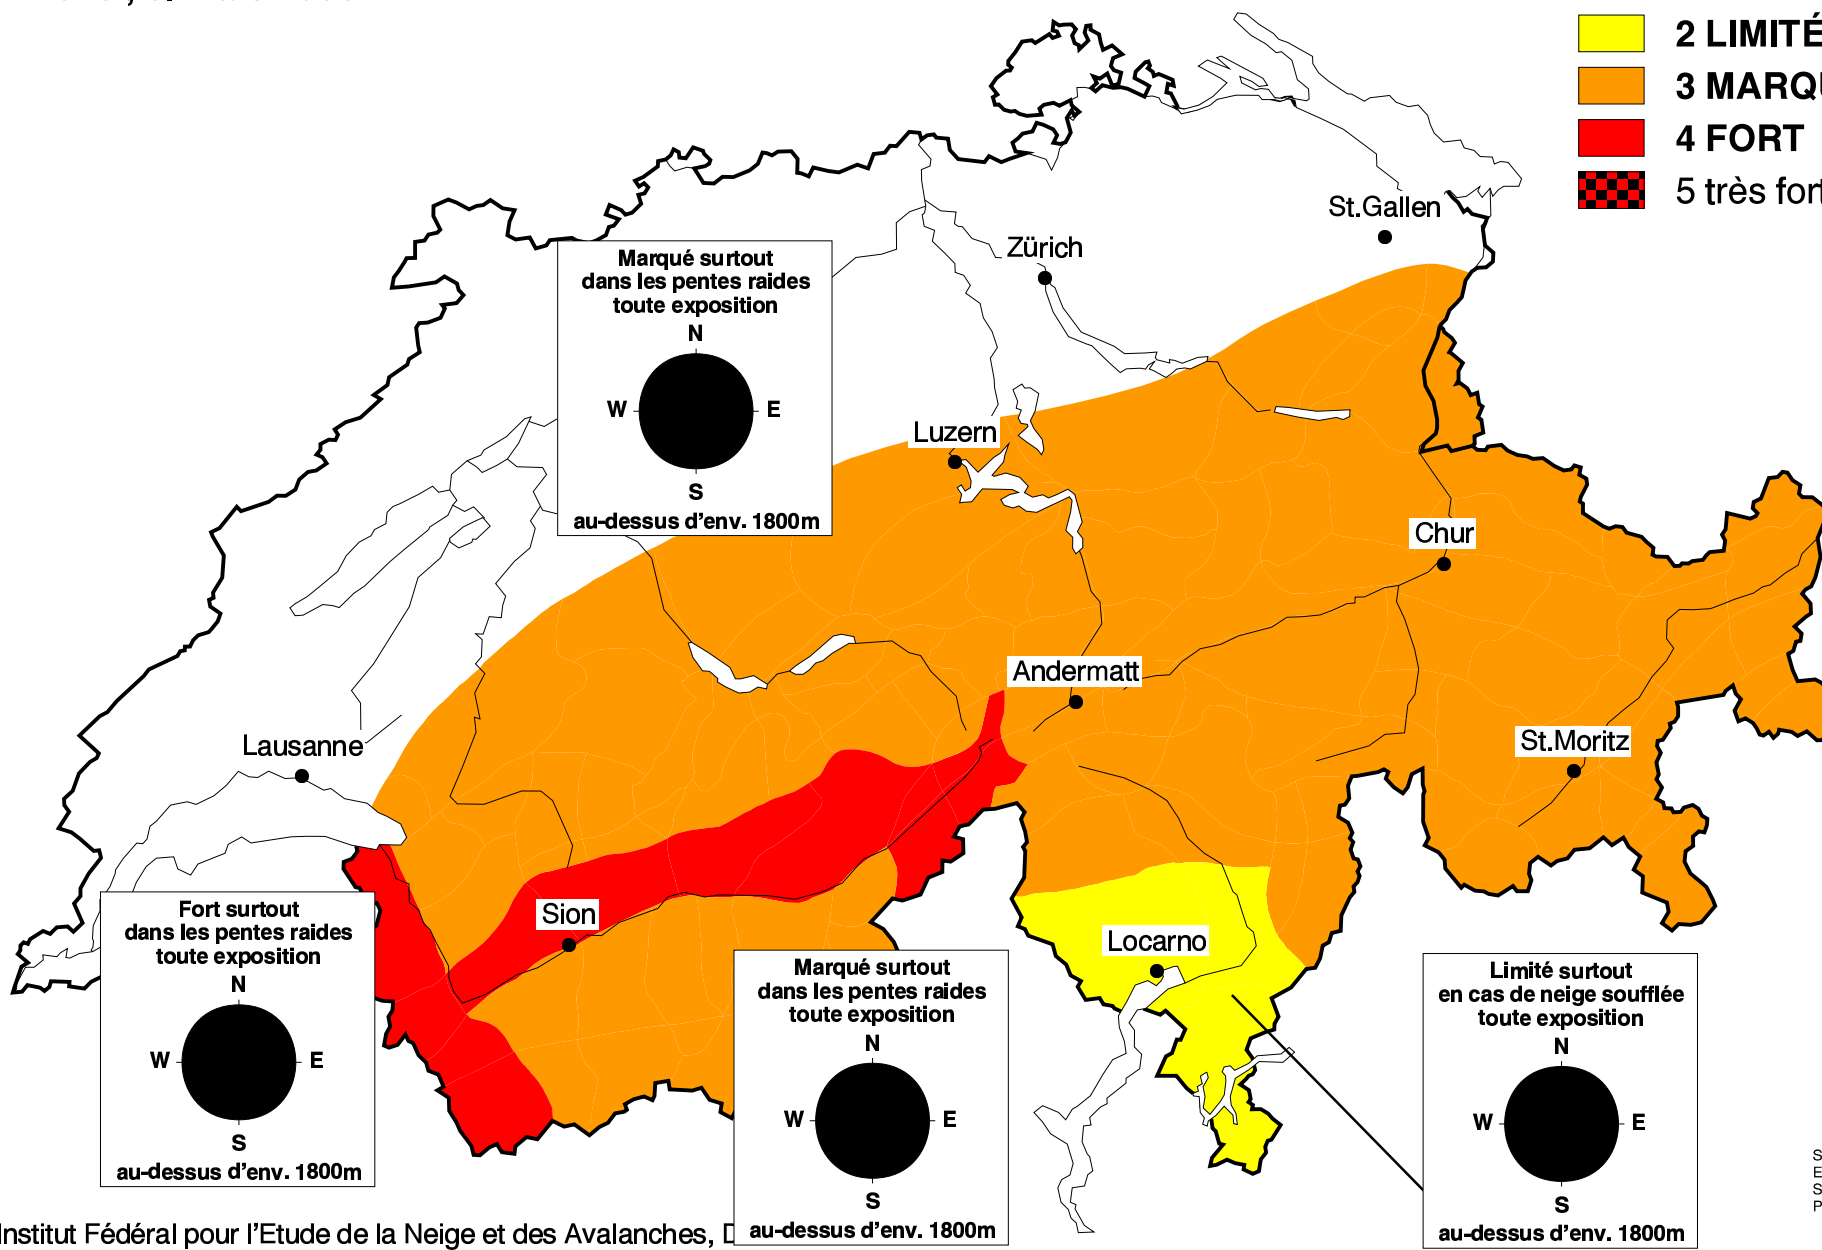 2 LIMITÉ
3 MARQU
4 FORT
5 très fort
St.Gallen
Zürich
Marqué surtout
dans les pentes raides
toute exposition
N
W
E
S
au-dessus d'env. 1800m
Luzern
Chur
Andermatt
Lausanne
St.Moritz
Sion
Locarno
Fort surtout
dans les pentes raides
toute exposition
N
W
E
S
au-dessus d'env. 1800m
Marqué surtout
dans les pentes raides
toute exposition
N
W
E
S
au-dessus d'env. 1800m
Limité surtout
en cas de neige soufflée
toute exposition
N
W
E
S
au-dessus d'env. 1800m
S
E
S
P
Institut Fédéral pour l'Etude de la Neige et des Avalanches, D